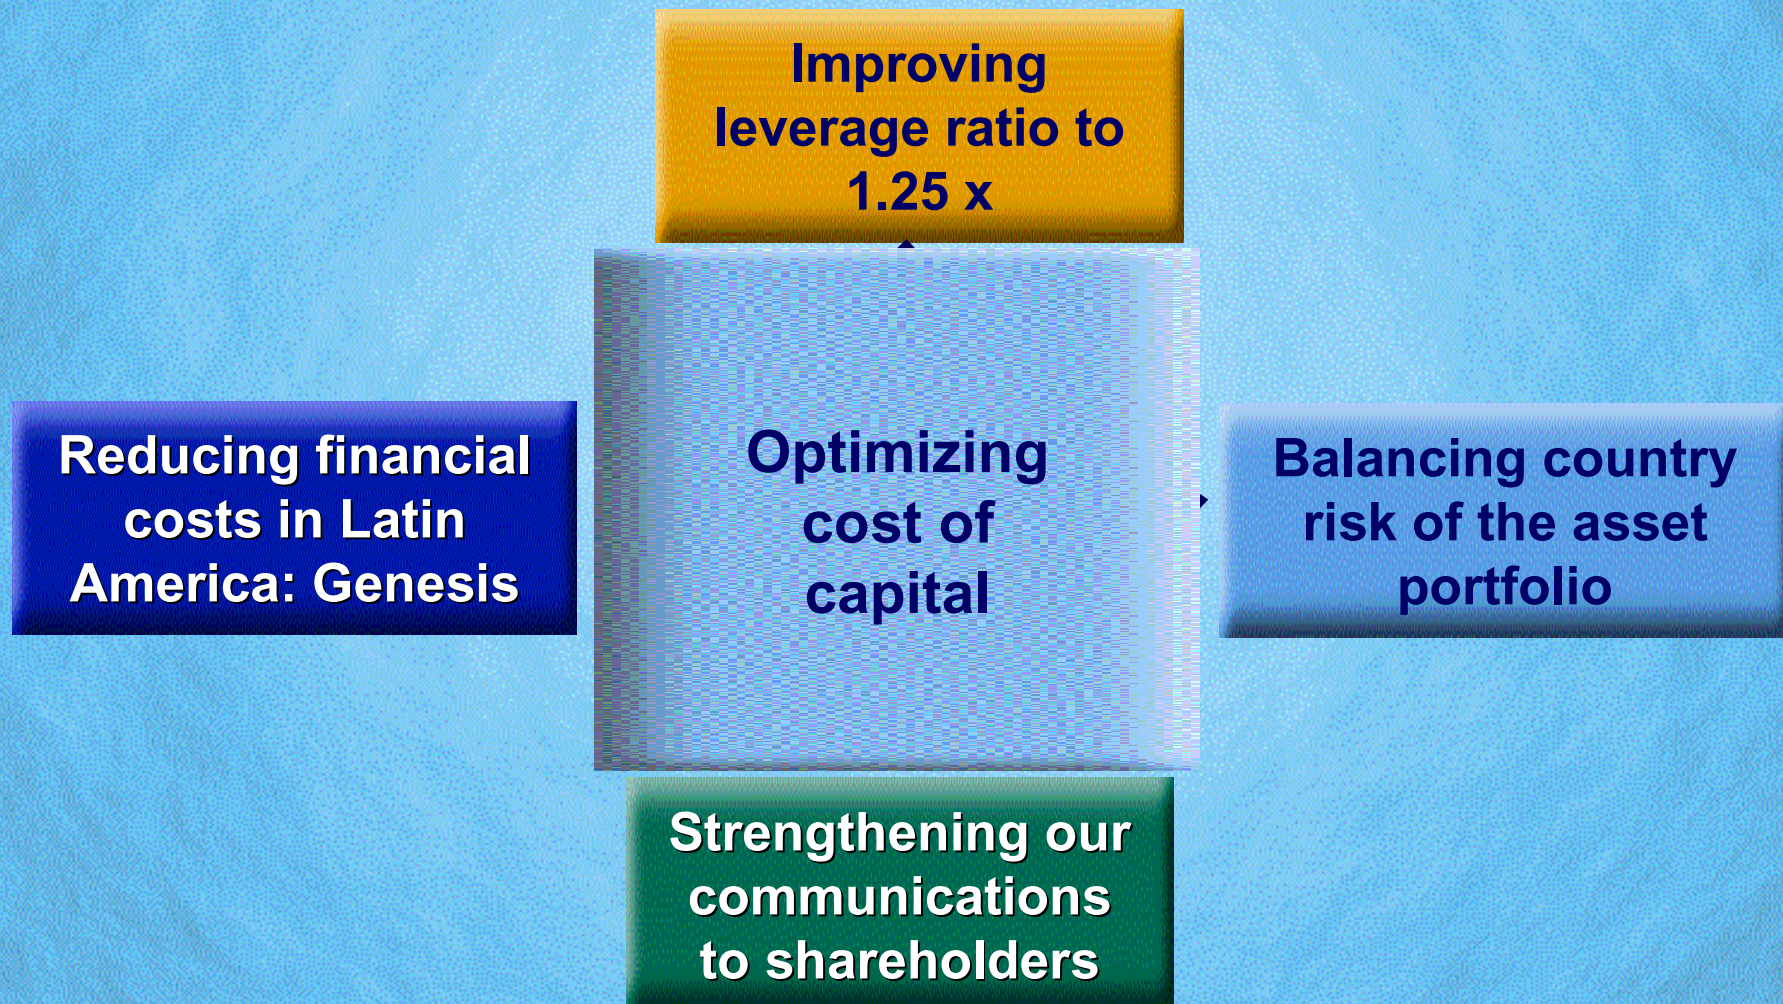 Improving
leverage ratio to
1.25 x
Reducing financial
costs in Latin
America: Genesis
Optimizing
cost of
capital
Balancing country
risk of the asset
portfolio
Strengthening our
communications
to shareholders